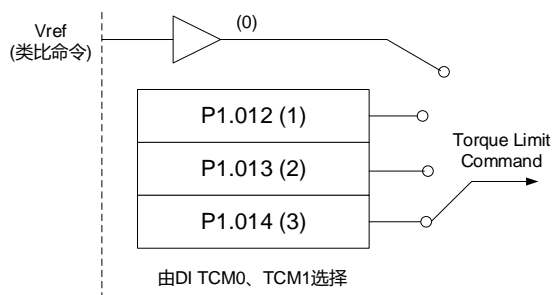 Vref
(类比命令)
(0)
P1.012 (1)
P1.013 (2)
P1.014 (3)
Torque Limit
Command
由DI TCM0、TCM1选择